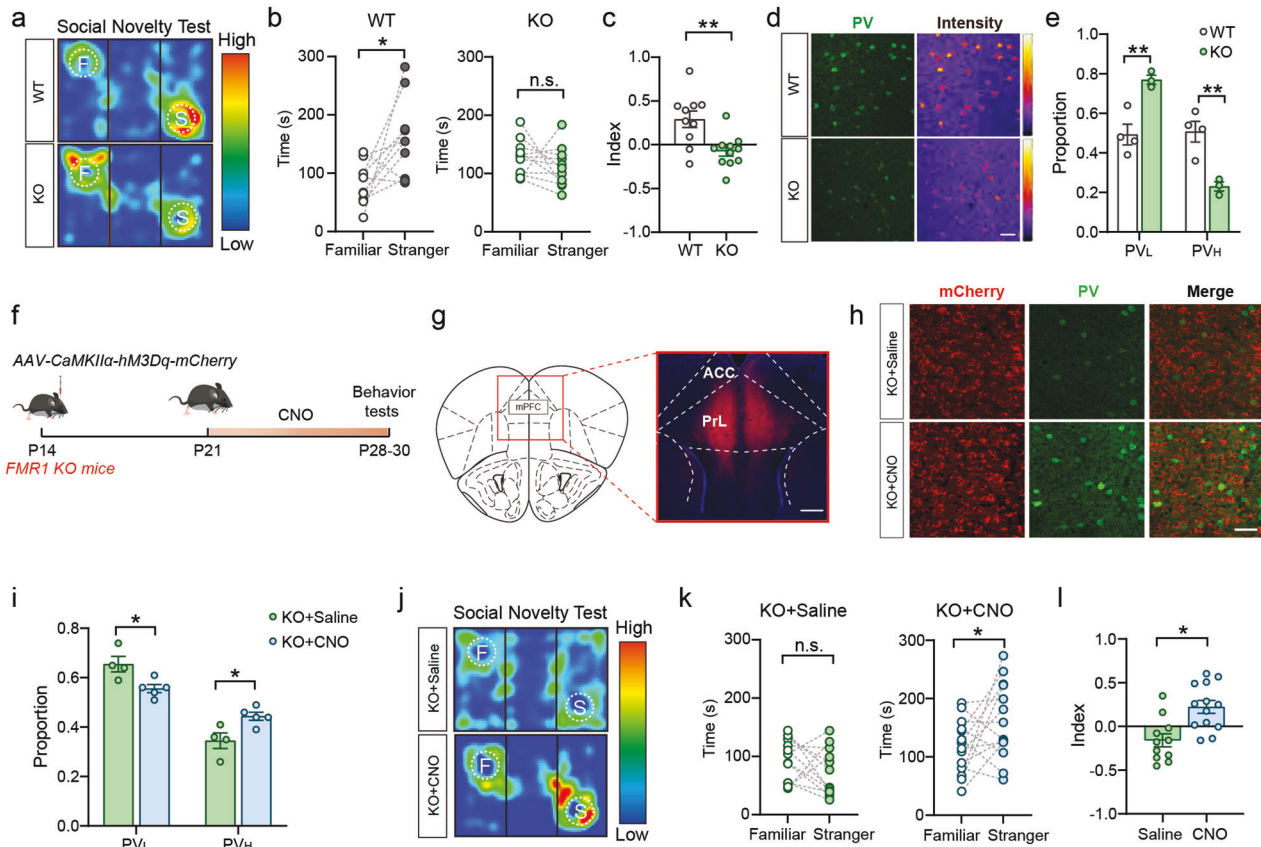 a
Social Novelty Test
WT
KO
F
S
F
S
High
Low
b
WT
KO
*
n.s.
Time (s)
300
200
100
0
Familiar Stranger
Time (s)
300
200
100
0
Familiar Stranger
c
**
Index
1.0
0.5
0.0
-0.5
-1.0
WT KO
d
PV Intensity
WT
KO
e
WT
KO
** **
Proportion
1.0
0.8
0.6
0.4
0.2
0.0
PVL PVH
f
AAV-CaMKIIα-hM3Dq-mCherry
CNO
Behavior
tests
P14 P21 P28-30
FMR1 KO mice
g
mPFC
ACC
PrL
h
mCherry PV Merge
KO+Saline
KO+CNO
i
KO+Saline
KO+CNO
* *
Proportion
0.8
0.6
0.4
0.2
0.0
PVL PVH
j
Social Novelty Test
KO+Saline
KO+CNO
F
S
F
S
High
Low
k
KO+Saline
KO+CNO
n.s.
*
Time (s)
300
200
100
0
Familiar Stranger
Time (s)
300
200
100
0
Familiar Stranger
l
*
Index
1.0
0.5
0.0
-0.5
-1.0
Saline CNO